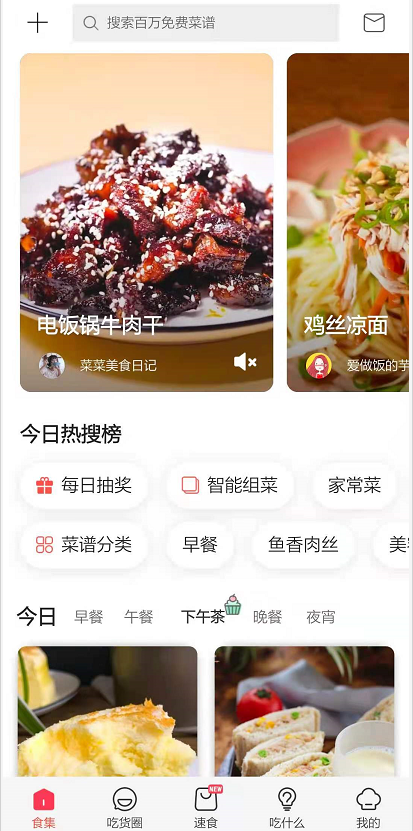 搜索百万免费菜谱
电饭锅牛肉干
菜菜美食日记
鸡丝凉面
爱做饭的芋
今日热搜榜
每日抽奖
智能组菜
家常菜
菜谱分类
早餐
鱼香肉丝
美
今日 早餐 午餐 下午茶 晚餐 夜宵
NEW
食集 吃货圈 速食 吃什么 我的